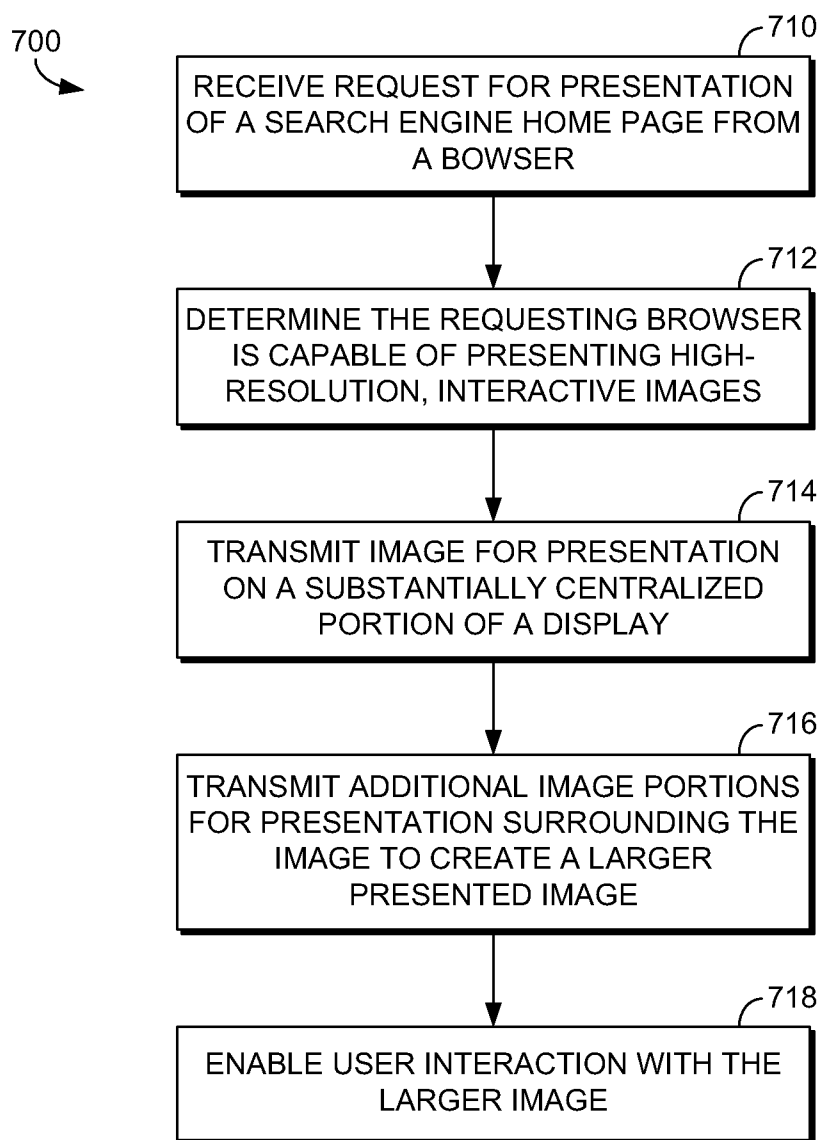 700
710
RECEIVE REQUEST FOR PRESENTATION
OF A SEARCH ENGINE HOME PAGE FROM
A BOWSER
712
DETERMINE THE REQUESTING BROWSER
IS CAPABLE OF PRESENTING HIGH-
RESOLUTION, INTERACTIVE IMAGES
714
TRANSMIT IMAGE FOR PRESENTATION
ON A SUBSTANTIALLY CENTRALIZED
PORTION OF A DISPLAY
716
TRANSMIT ADDITIONAL IMAGE PORTIONS
FOR PRESENTATION SURROUNDING THE
IMAGE TO CREATE A LARGER
PRESENTED IMAGE
718
ENABLE USER INTERACTION WITH THE
LARGER IMAGE